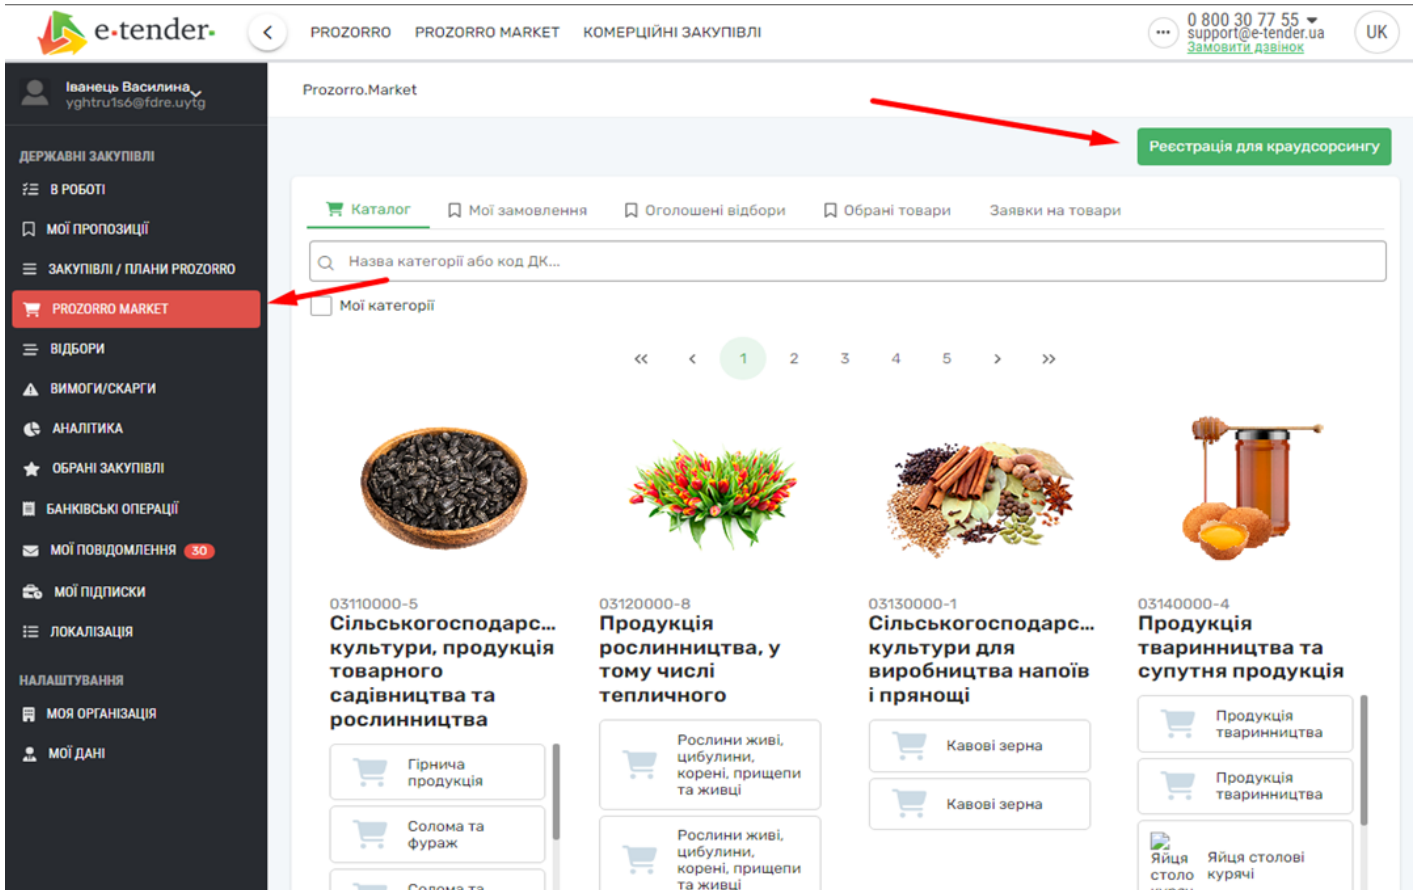 e-tender.
PROZORRO PROZORRO MARKET КОМЕРЦІЙНІ ЗАКУПІВЛІ
0 800 30 77 55
support@e-tender.ua
Замовити дзвінок
UK
Іванець Василина
yghtru1s6@fdre.uytg
ДЕРЖАВНІ ЗАКУПІВЛІ
В РОБОТІ
МОЇ ПРОПОЗИЦІЇ
ЗАКУПІВЛІ / ПЛАНИ PROZORRO
PROZORRO MARKET
ВІДБОРИ
ВИМОГИ/СКАРГИ
АНАЛІТИКА
ОБРАНІ ЗАКУПІВЛІ
БАНКІВСЬКІ ОПЕРАЦІЇ
МОЇ ПОВІДОМЛЕННЯ 30
МОЇ ПІДПИСКИ
ЛОКАЛІЗАЦІЯ
НАЛАШТУВАННЯ
МОЯ ОРГАНІЗАЦІЯ
МОЇ ДАНІ
Prozorro.Market
Реєстрація для краудсорсингу
Каталог Мої замовлення Оголошені відбори Обрані товари Заявки на товари
Назва категорії або код ДК...
Мої категорії
« ‹ 1 2 3 4 5 › »
03110000-5
Сільськогосподарс...
культури, продукція
товарного
садівництва та
рослинництва
Гірнича
продукція
Солома та
фураж
Солома та
03120000-8
Продукція
рослинництва, у
тому числі
тепличного
Рослини живі,
цибулини,
корені, прищепи
та живці
Рослини живі,
цибулини,
корені, прищепи
та живці
03130000-1
Сільськогосподарс...
культури для
виробництва напоїв
і прянощі
Кавові зерна
Кавові зерна
03140000-4
Продукція
тваринництва та
супутня продукція
Продукція
тваринництва
Продукція
тваринництва
Яйця
столо
Яйця столові
курячі